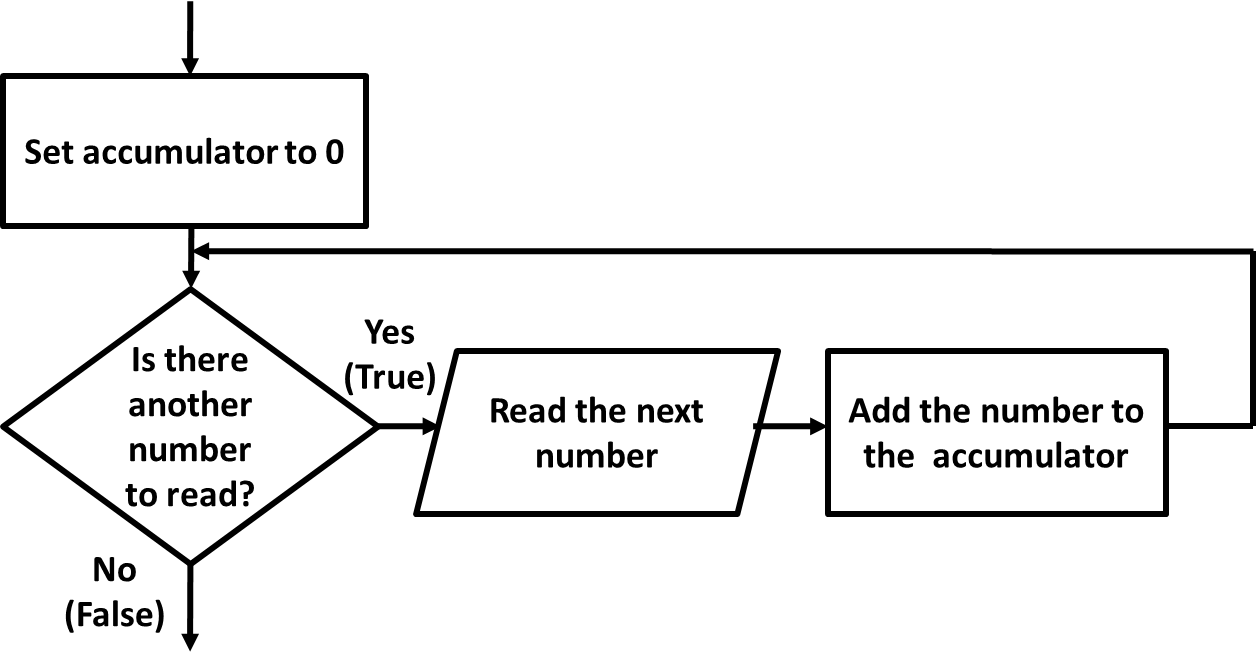 Set accumulator to 0
Is there
another
number
to read?
Yes
(True)
Read the next
number
Add the number to
the  accumulator
No
(False)